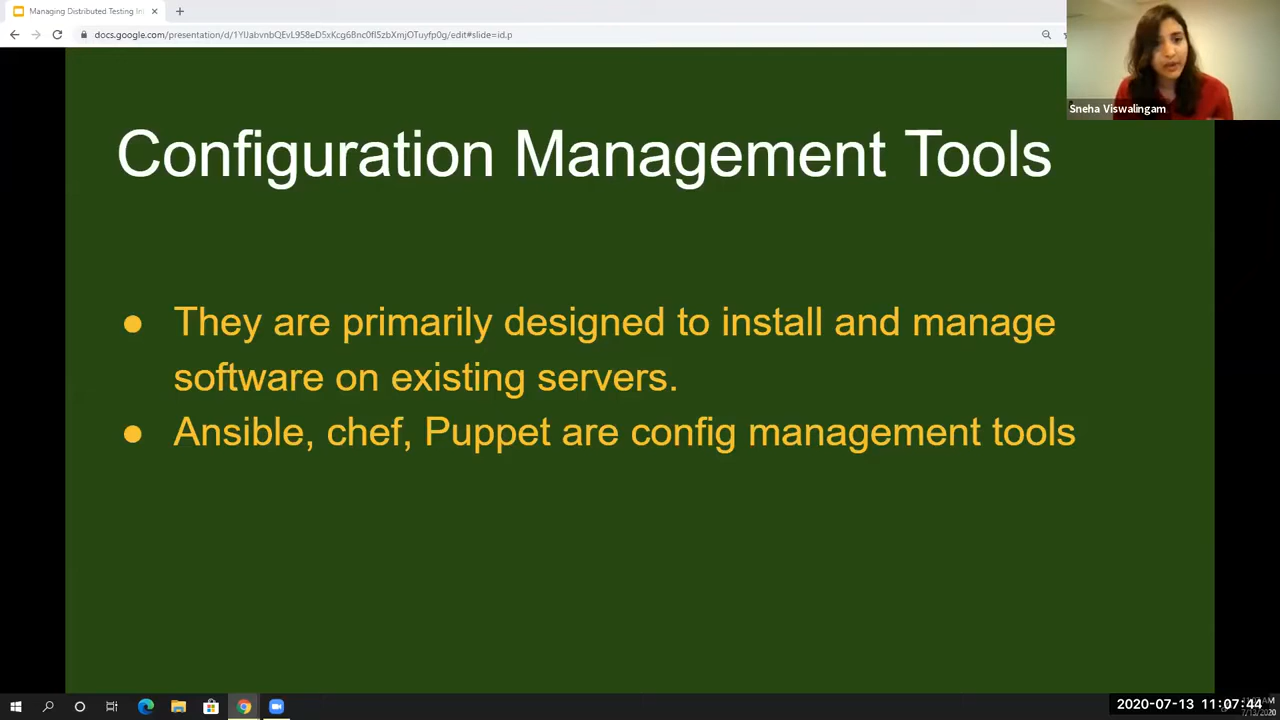 Managing Distributed Testing In
docs.google.com/presentation/d/1YlJabvnbQEvL958eD5xKcg6Bnc0fI5zbXmjOTuyfp0g/edit#slide=id.p
Sneha Viswalingam
Configuration Management Tools
● They are primarily designed to install and manage
software on existing servers.
● Ansible, chef, Puppet are config management tools
2020-07-13 11:07:44